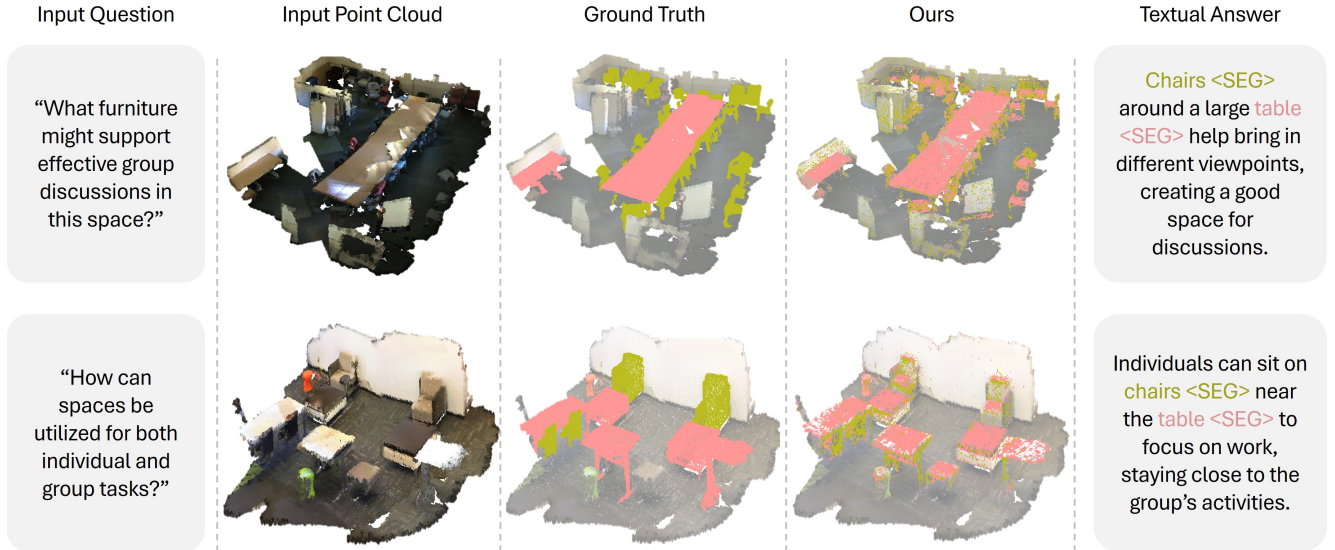 Input Question
Input Point Cloud
Ground Truth
Ours
Textual Answer
“What furniture
might support
effective group
discussions in
this space?”
Chairs <SEG>
around a large table
<SEG> help bring in
different viewpoints,
creating a good
space for
discussions.
“How can
spaces be
utilized for both
individual and
group tasks?”
Individuals can sit on
chairs <SEG> near
the table <SEG> to
focus on work,
staying close to the
group’s activities.